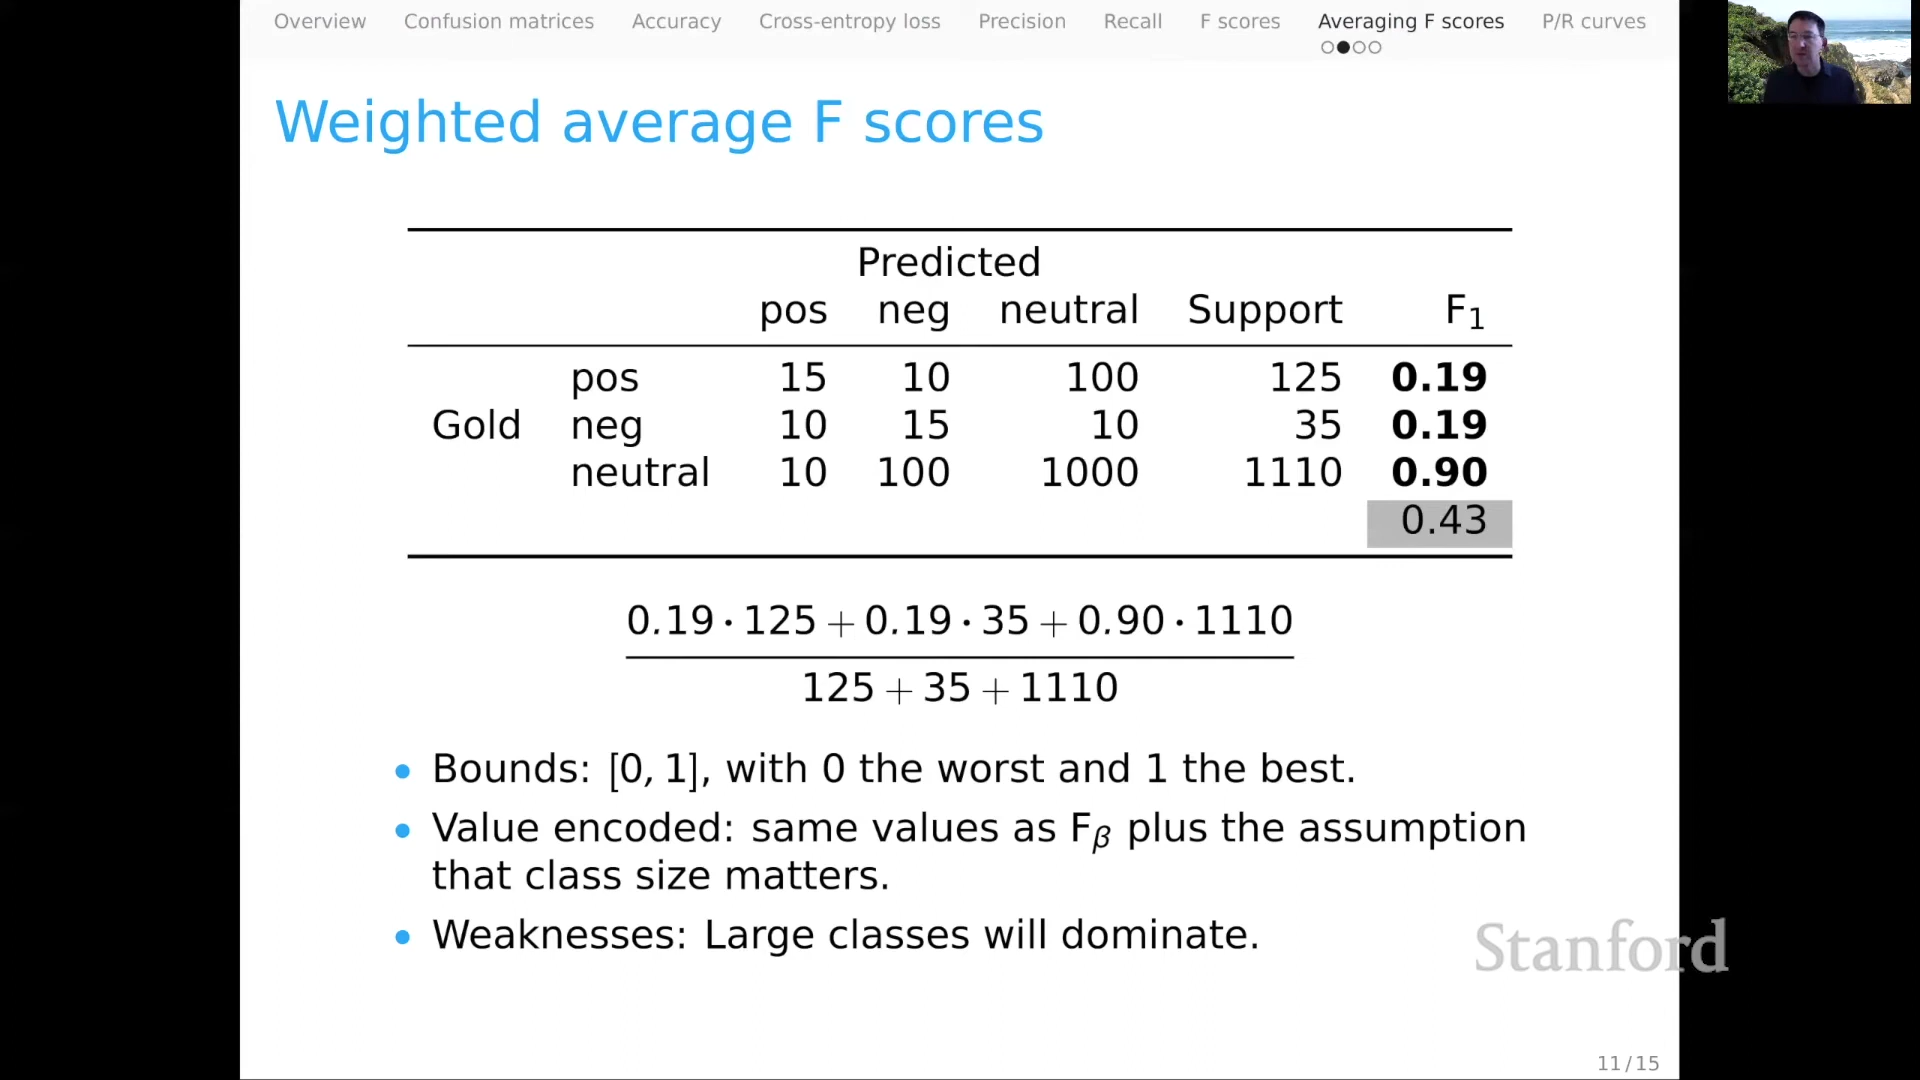 Overview Confusion matrices Accuracy Cross-entropy loss Precision Recall F scores Averaging F scores P/R curves
Weighted average F scores
Predicted
pos neg neutral Support F₁
pos 15 10 100 125 0.19
Gold neg 10 15 10 35 0.19
neutral 10 100 1000 1110 0.90
0.43
0.19 · 125 + 0.19 · 35 + 0.90 · 1110
125 + 35 + 1110
• Bounds: [0, 1], with 0 the worst and 1 the best.
• Value encoded: same values as Fβ plus the assumption
that class size matters.
• Weaknesses: Large classes will dominate.
Stanford
11/15